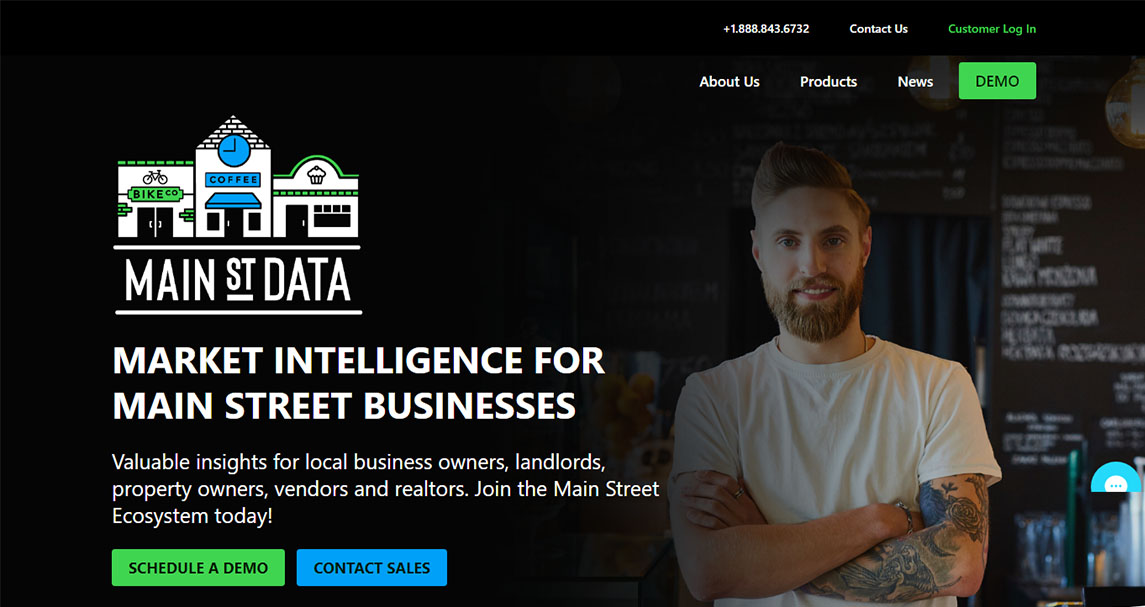 +1.888.843.6732 Contact Us Customer Log In
About Us Products News DEMO
BIKE CO
COFFEE
MAIN ST DATA
MARKET INTELLIGENCE FOR
MAIN STREET BUSINESSES
Valuable insights for local business owners, landlords,
property owners, vendors and realtors. Join the Main Street
Ecosystem today!
SCHEDULE A DEMO CONTACT SALES